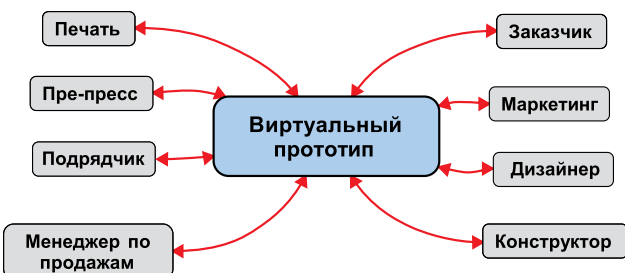 Печать
Заказчик
Пре-пресс
Маркетинг
Виртуальный
прототип
Подрядчик
Дизайнер
Менеджер по
продажам
Конструктор